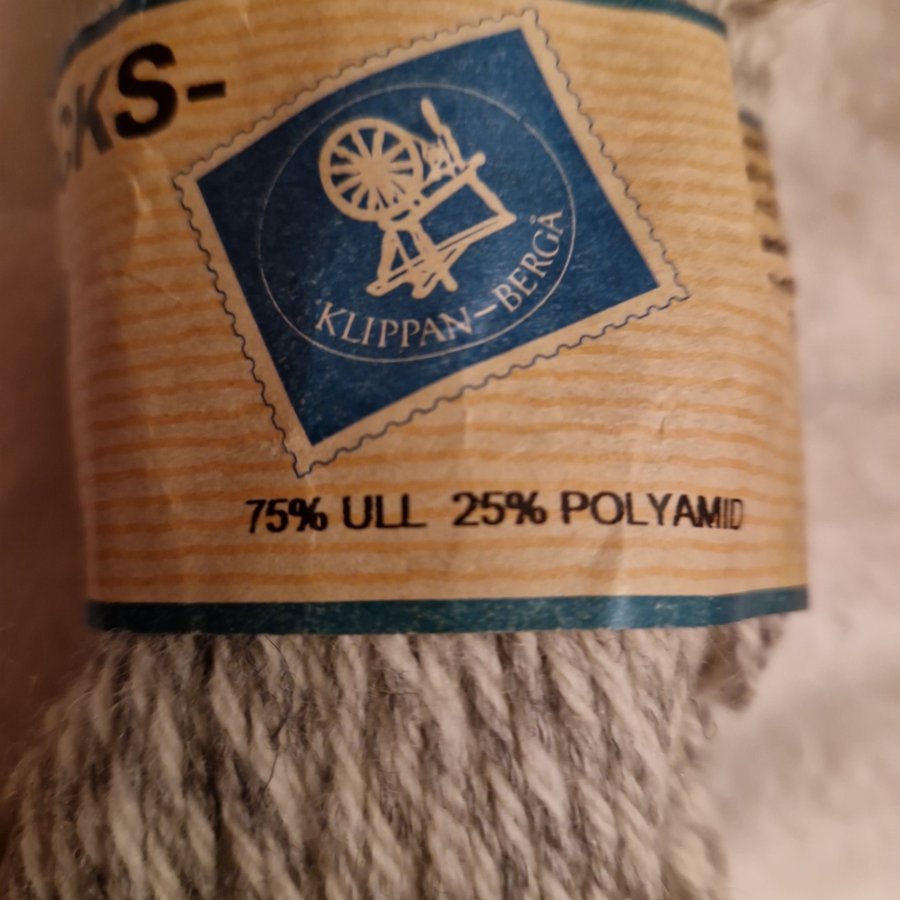 CKS-
KLIPPAN-BERGÅ
75% ULL 25% POLYAMID